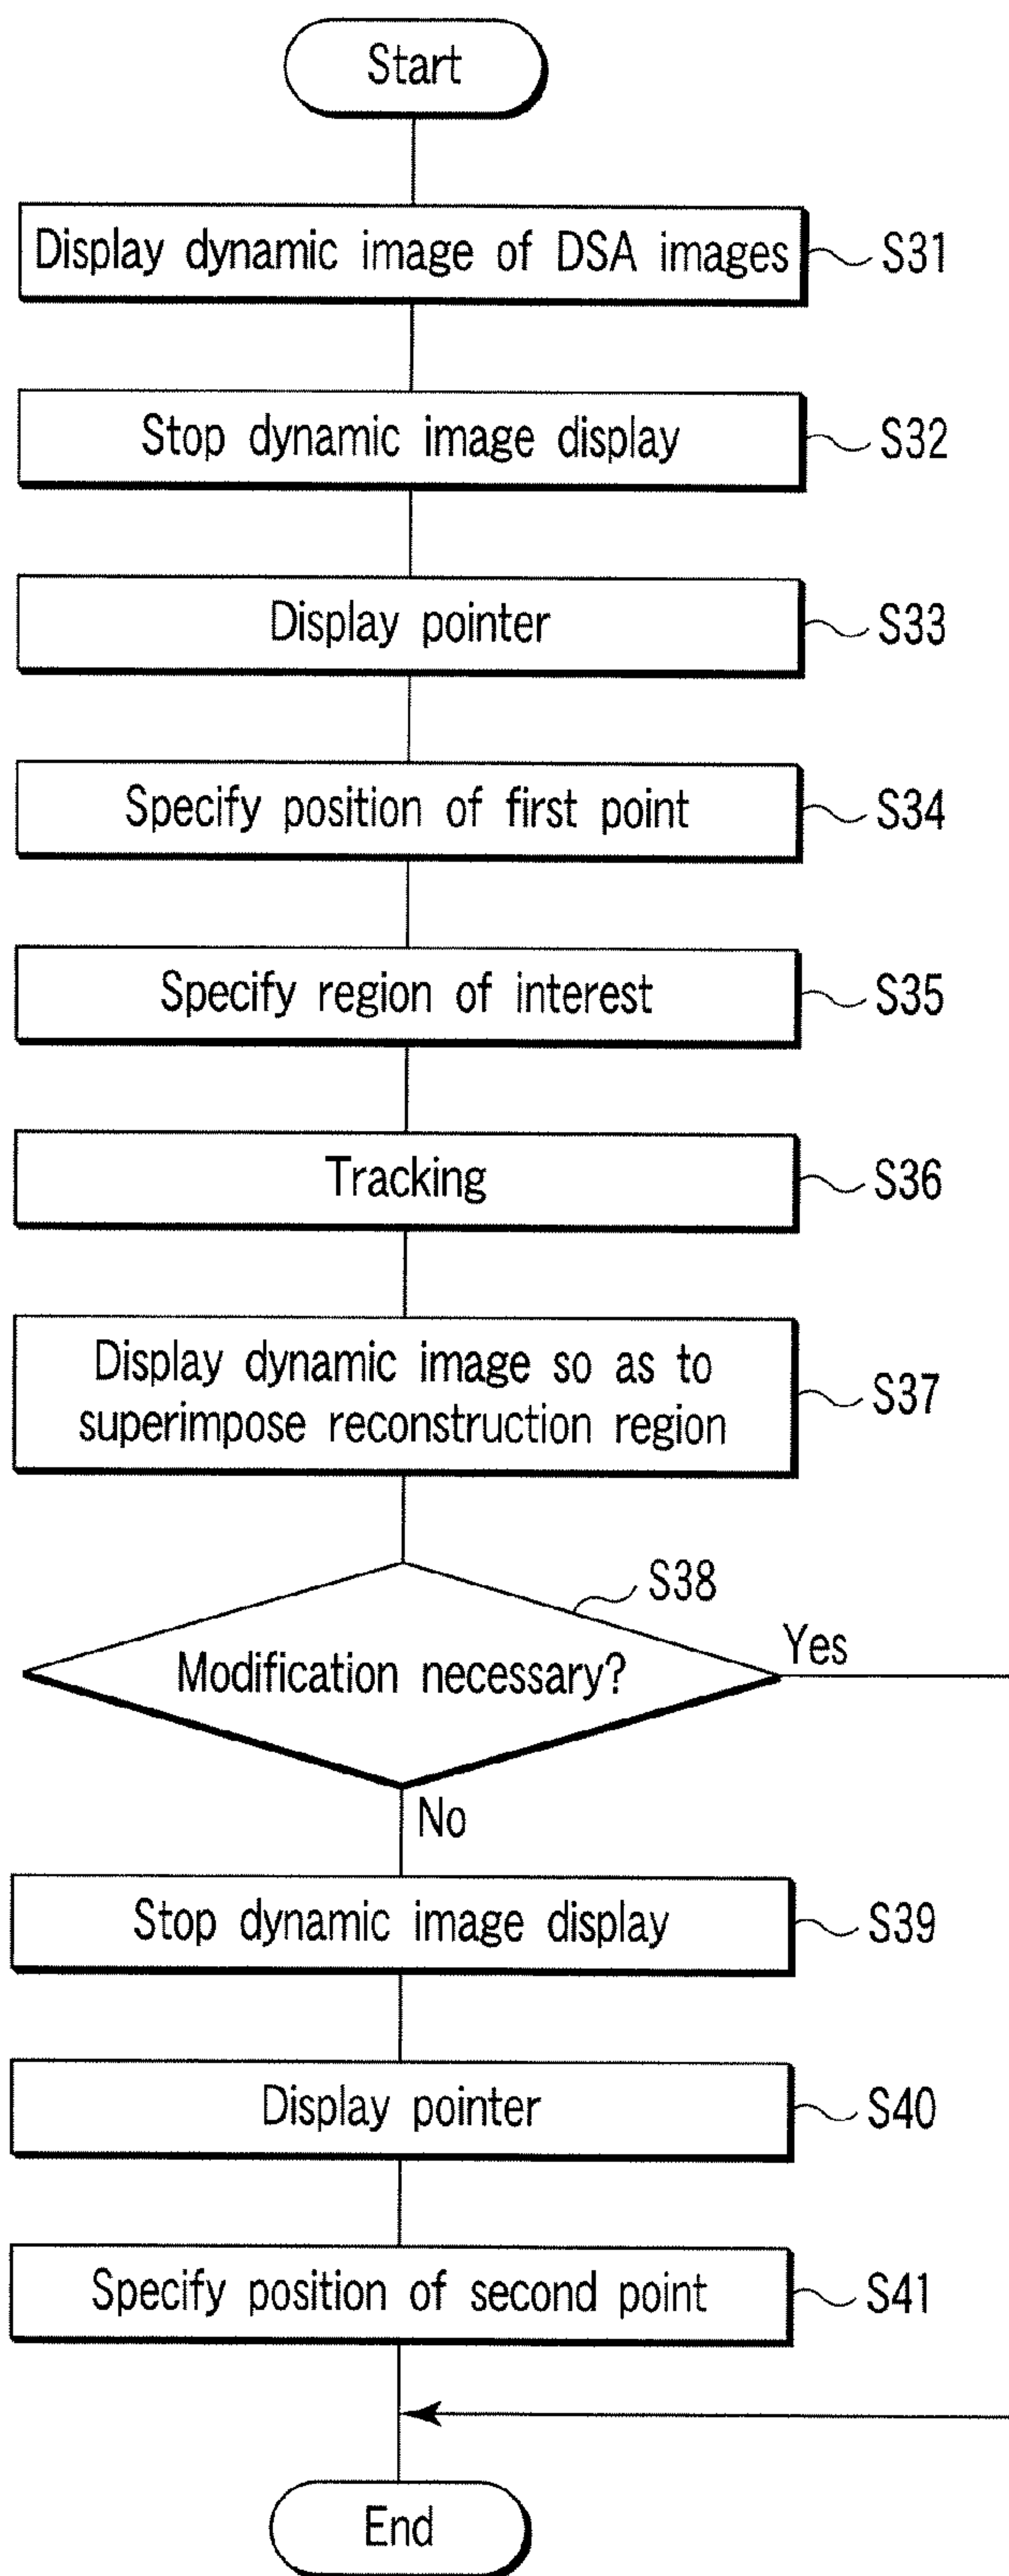 Start
Display dynamic image of DSA images
S31
Stop dynamic image display
S32
Display pointer
S33
Specify position of first point
S34
Specify region of interest
S35
Tracking
S36
Display dynamic image so as to
superimpose reconstruction region
S37
S38
Modification necessary?
Yes
No
Stop dynamic image display
S39
Display pointer
S40
Specify position of second point
S41
End